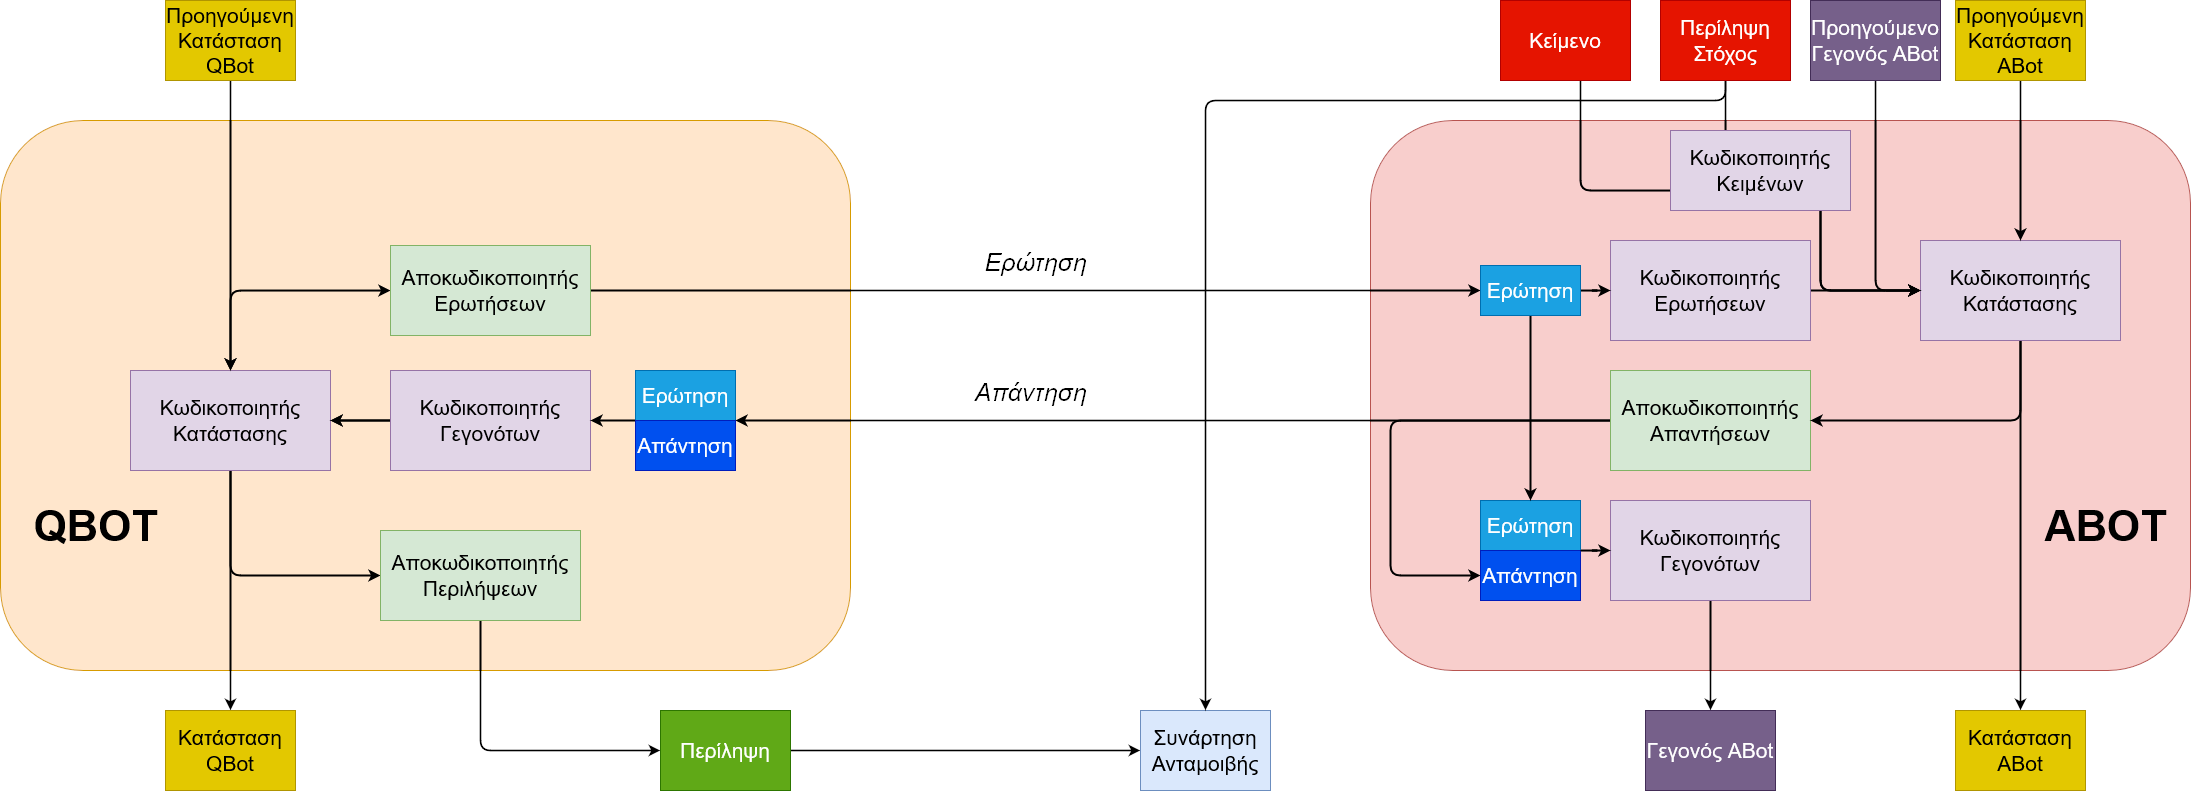 Προηγούμενη
Κατάσταση
QBot
Κείμενο
Περίληψη
Στόχος
Προηγούμενο
Γεγονός ABot
Προηγούμενη
Κατάσταση
ABot
Κωδικοποιητής
Κειμένων
Αποκωδικοποιητής
Ερωτήσεων
Ερώτηση
Ερώτηση
Κωδικοποιητής
Ερωτήσεων
Κωδικοποιητής
Κατάστασης
Κωδικοποιητής
Κατάστασης
Κωδικοποιητής
Γεγονότων
Ερώτηση
Απάντηση
Απάντηση
Αποκωδικοποιητής
Απαντήσεων
QBOT
Αποκωδικοποιητής
Περιλήψεων
Ερώτηση
Απάντηση
Κωδικοποιητής
Γεγονότων
ABOT
Κατάσταση
QBot
Περίληψη
Συνάρτηση
Ανταμοιβής
Γεγονός ABot
Κατάσταση
ABot